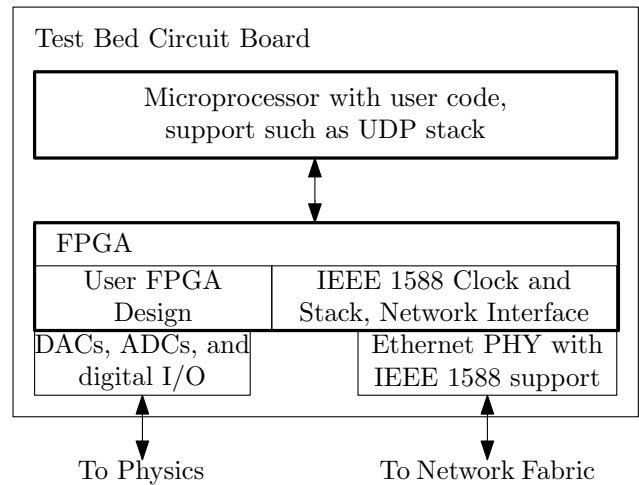 Test Bed Circuit Board
Microprocessor with user code,
support such as UDP stack
FPGA
User FPGA
Design
IEEE 1588 Clock and
Stack, Network Interface
DACs, ADCs, and
digital I/O
Ethernet PHY with
IEEE 1588 support
To Physics
To Network Fabric